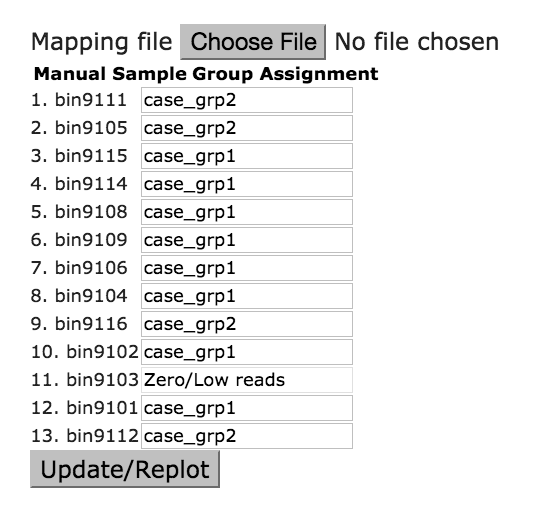 Mapping file Choose File No file chosen
Manual Sample Group Assignment
1. bin9111 case_grp2
2. bin9105 case_grp2
3. bin9115 case_grp1
4. bin9114 case_grp1
5. bin9108 case_grp1
6. bin9109 case_grp1
7. bin9106 case_grp1
8. bin9104 case_grp1
9. bin9116 case_grp2
10. bin9102 case_grp1
11. bin9103 Zero/Low reads
12. bin9101 case_grp1
13. bin9112 case_grp2
Update/Replot